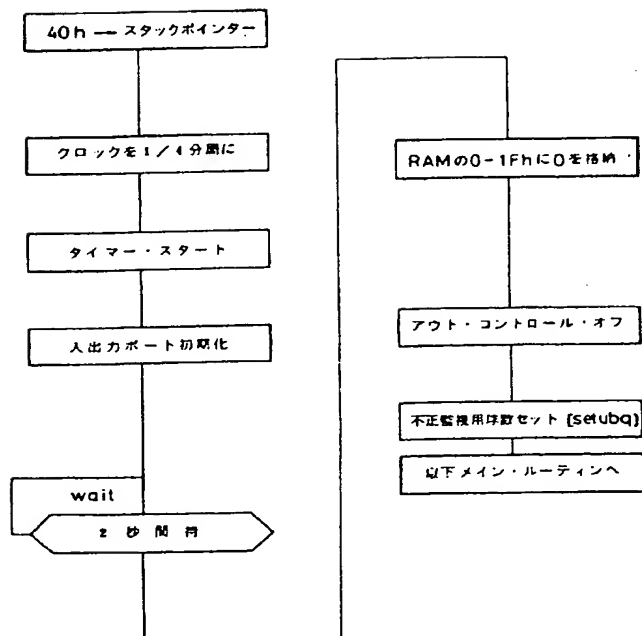 40h — スタックポインター
クロックを1/4分周に
タイマー・スタート
入出力ポート初期化
wait
2 秒 間 待
RAMの0-1Fhに0を格納
アウト・コントロール・オフ
不正監視用球数セット (setubq)
以下メイン・ルーティンへ